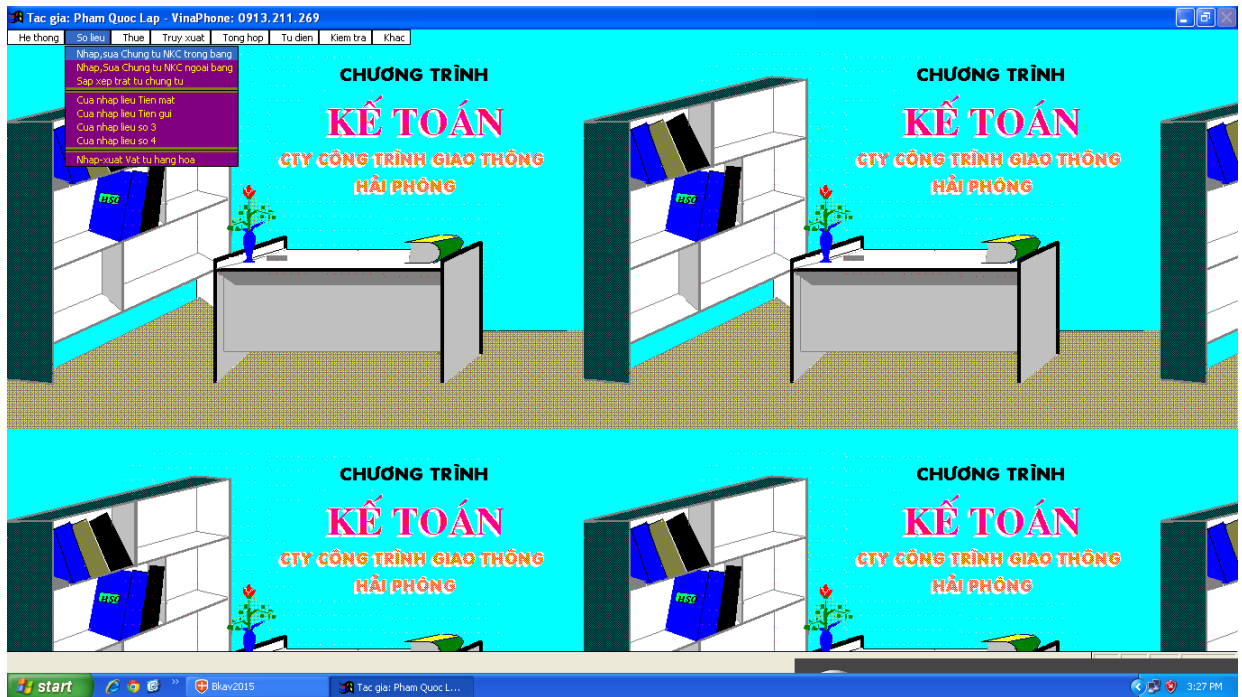 Tac gia: Pham Quoc Lap - VinaPhone: 0913.211.269
He thong So lieu Thue Truy xuat Tong hop Tu dien Kiem tra Khac
Nhap,sua Chung tu NKC trong bang
Nhap,Sua Chung tu NKC ngoai bang
Sap xep trat tu chung tu
Cua nhap lieu Tien mat
Cua nhap lieu Tien gui
Cua nhap lieu so 3
Cua nhap lieu so 4
Nhap-xuat Vat tu hang hoa
CHƯƠNG TRÌNH
KẾ TOÁN
CTY CÔNG TRÌNH GIAO THÔNG
HẢI PHÒNG
HSC
CHƯƠNG TRÌNH
KẾ TOÁN
CTY CÔNG TRÌNH GIAO THÔNG
HẢI PHÒNG
HSC
CHƯƠNG TRÌNH
KẾ TOÁN
CTY CÔNG TRÌNH GIAO THÔNG
HẢI PHÒNG
HSC
CHƯƠNG TRÌNH
KẾ TOÁN
CTY CÔNG TRÌNH GIAO THÔNG
HẢI PHÒNG
HSC
start Bkav2015 Tac gia: Pham Quoc L... 3:27 PM